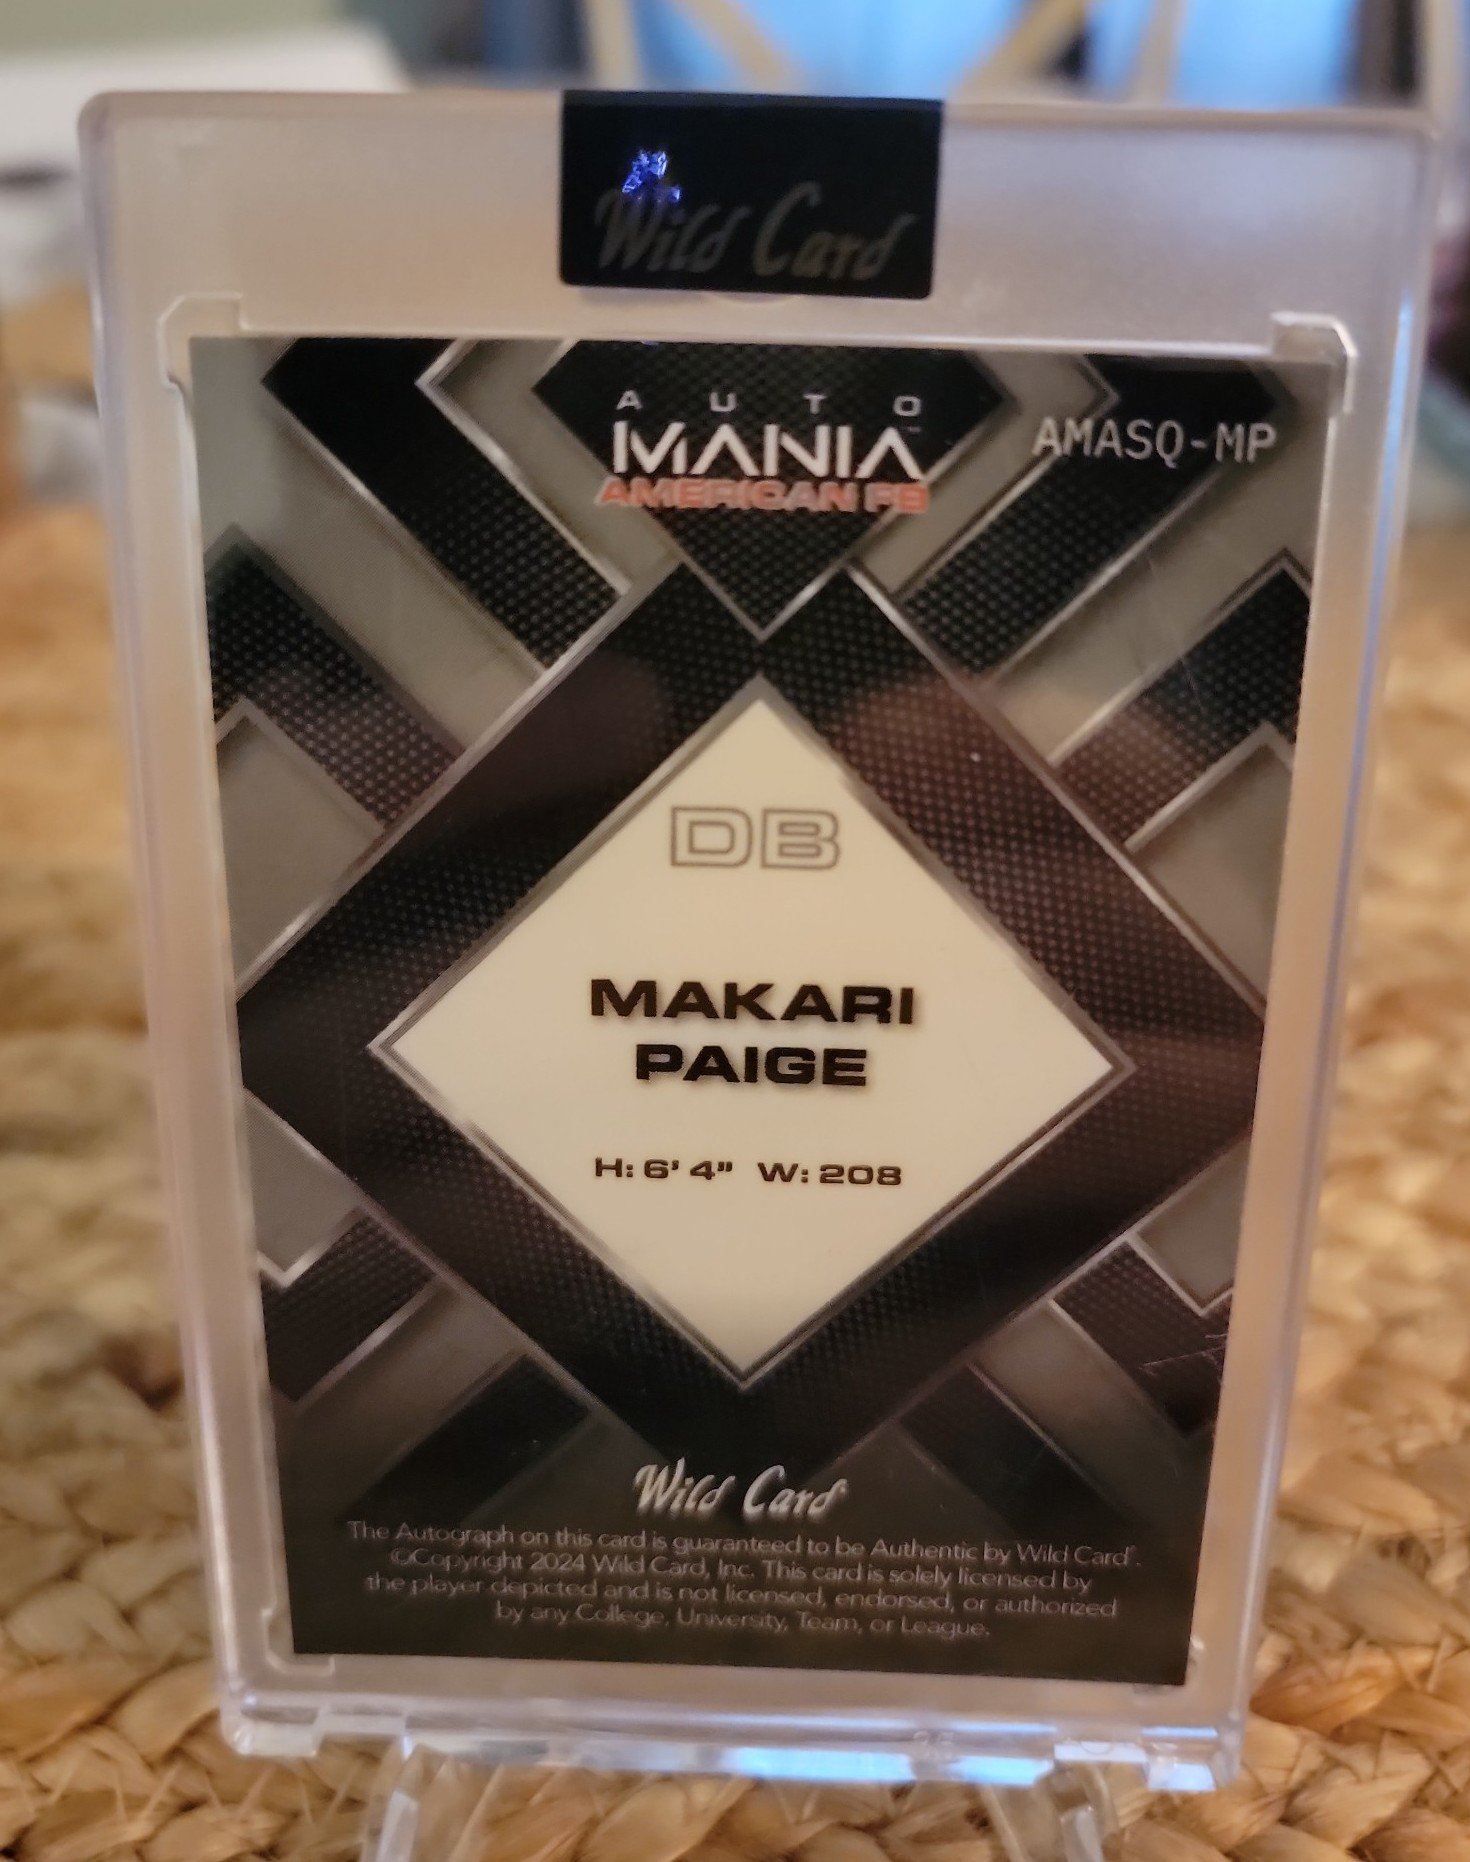 Wild Card
AUTO
MANIA™
AMERICAN FB
AMASQ-MP
DB
MAKARI
PAIGE
H: 6' 4" W: 208
Wild Card
The Autograph on this card is guaranteed to be Authentic by Wild Card®.
©Copyright 2024 Wild Card, Inc. This card is solely licensed by
the player depicted and is not licensed, endorsed, or authorized
by any College, University, Team, or League.